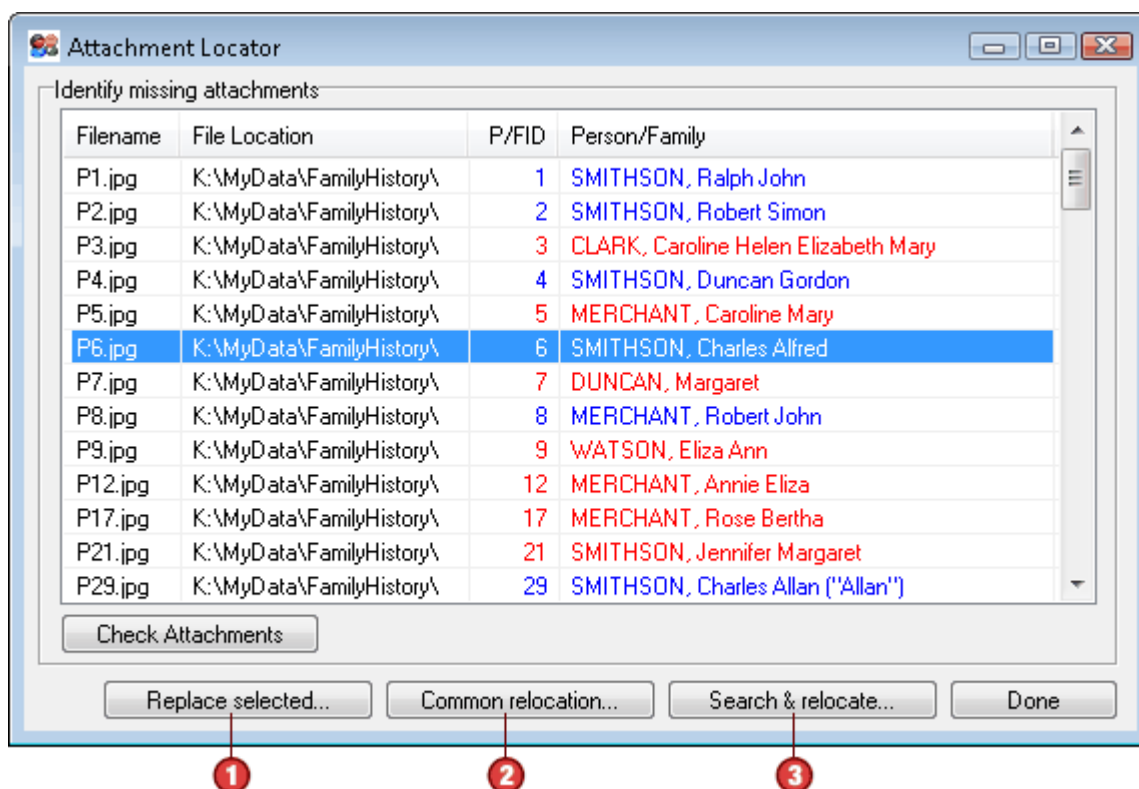 Attachment Locator
Identify missing attachments
Filename File Location P/FID Person/Family
P1.jpg K:\MyData\FamilyHistory\ 1 SMITHSON, Ralph John
P2.jpg K:\MyData\FamilyHistory\ 2 SMITHSON, Robert Simon
P3.jpg K:\MyData\FamilyHistory\ 3 CLARK, Caroline Helen Elizabeth Mary
P4.jpg K:\MyData\FamilyHistory\ 4 SMITHSON, Duncan Gordon
P5.jpg K:\MyData\FamilyHistory\ 5 MERCHANT, Caroline Mary
P6.jpg K:\MyData\FamilyHistory\ 6 SMITHSON, Charles Alfred
P7.jpg K:\MyData\FamilyHistory\ 7 DUNCAN, Margaret
P8.jpg K:\MyData\FamilyHistory\ 8 MERCHANT, Robert John
P9.jpg K:\MyData\FamilyHistory\ 9 WATSON, Eliza Ann
P12.jpg K:\MyData\FamilyHistory\ 12 MERCHANT, Annie Eliza
P17.jpg K:\MyData\FamilyHistory\ 17 MERCHANT, Rose Bertha
P21.jpg K:\MyData\FamilyHistory\ 21 SMITHSON, Jennifer Margaret
P29.jpg K:\MyData\FamilyHistory\ 29 SMITHSON, Charles Allan ("Allan")
Check Attachments
Replace selected... Common relocation... Search & relocate... Done
1 2 3